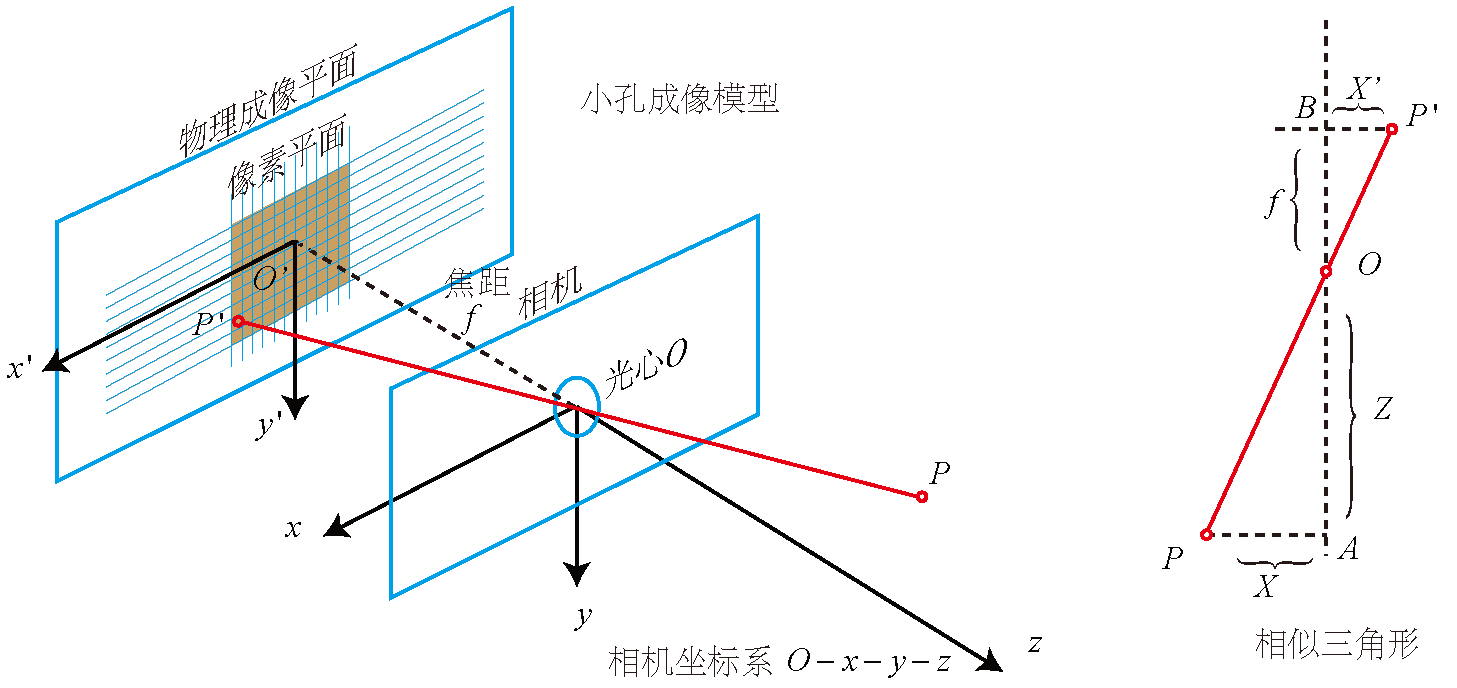 小孔成像模型
物理成像平面
像素平面
O'
P'
x'
y'
焦距
f
相机
光心O
x
y
z
P
相机坐标系 O-x-y-z
X'
B
P'
f
O
Z
P
A
X
相似三角形